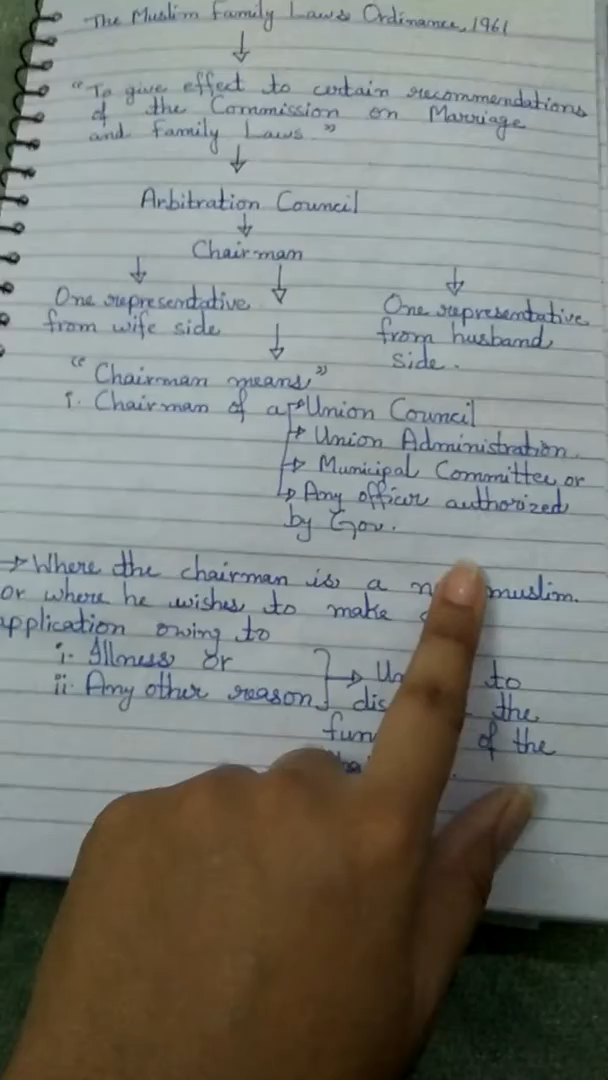 The Muslim Family Laws Ordinance, 1961
"To give effect to certain recommendations
of the Commission on Marriage
and Family Laws."
Arbitration Council
Chairman
One representative
from wife side
One representative
from husband
side.
"Chairman means"
i. Chairman of a → Union Council
→ Union Administration.
→ Municipal Committee or
→ Any officer authorized
by Gov.
→ Where the chairman is a muslim.
or where he wishes to make
application owing to
i. Illness or
ii. Any other reason
→ to
the
of the